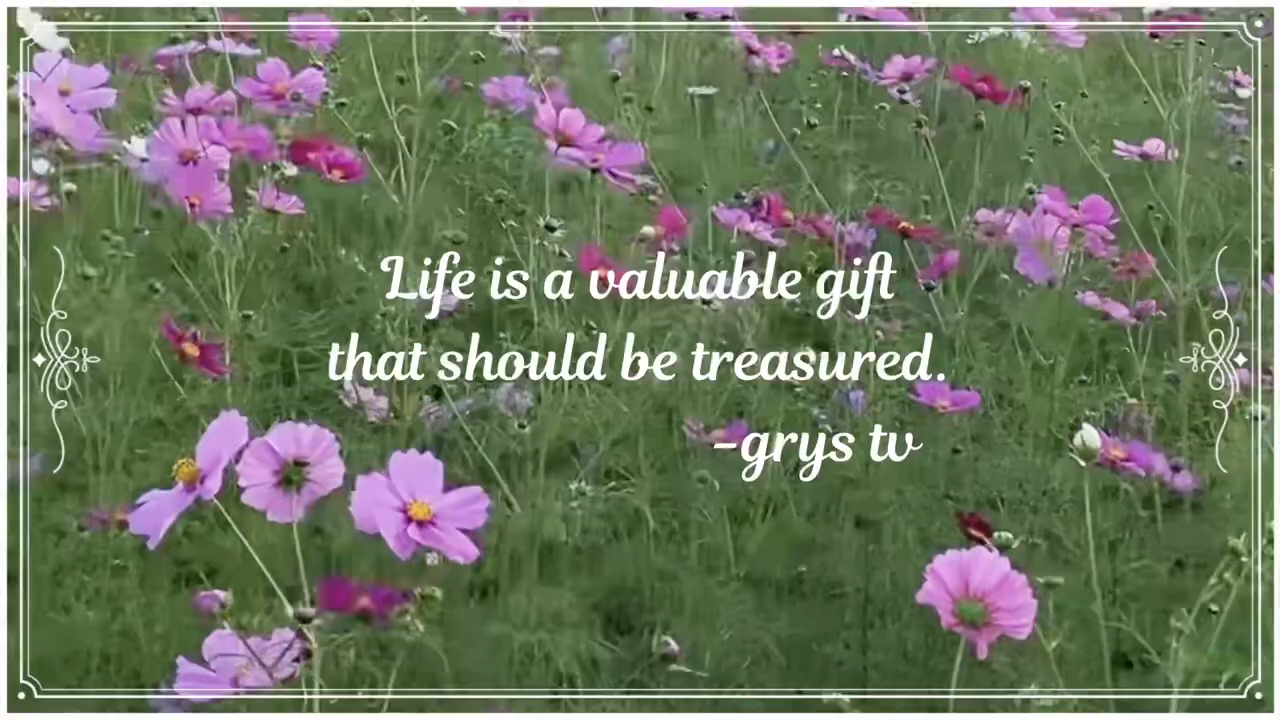 Life is a valuable gift
that should be treasured.
-grys tv